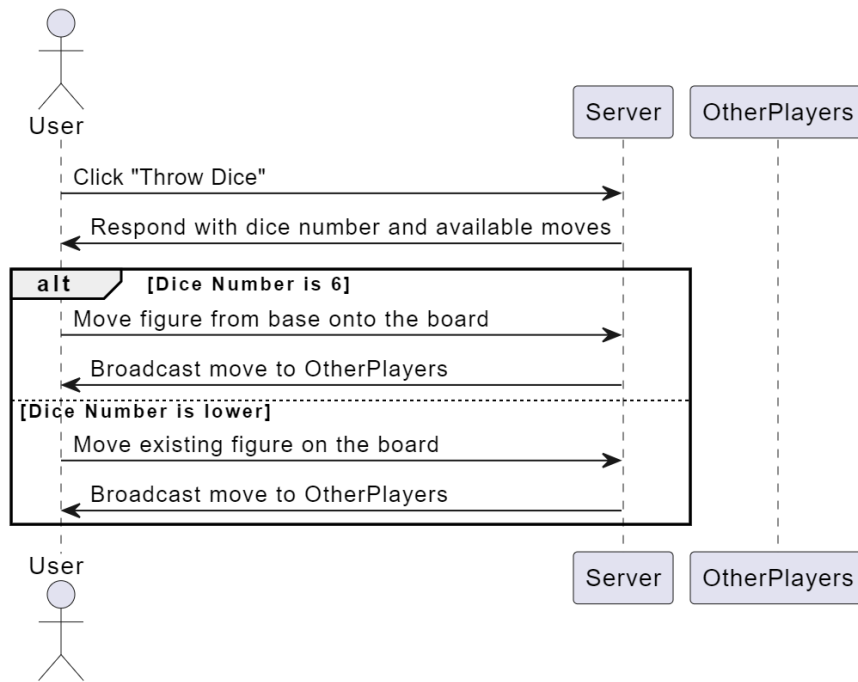 User
Server
OtherPlayers
Click "Throw Dice"
Respond with dice number and available moves
alt
[Dice Number is 6]
Move figure from base onto the board
Broadcast move to OtherPlayers
[Dice Number is lower]
Move existing figure on the board
Broadcast move to OtherPlayers
User
Server
OtherPlayers